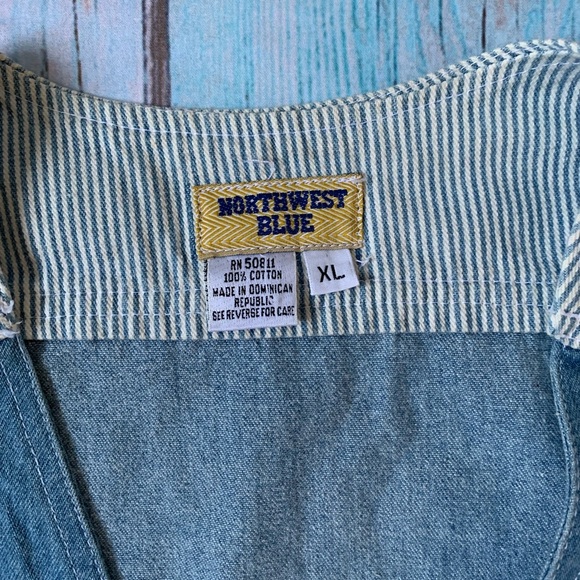 NORTHWEST
BLUE
RN 50811
100% COTTON
MADE IN DOMINICAN
REPUBLIC
SEE REVERSE FOR CARE
XL